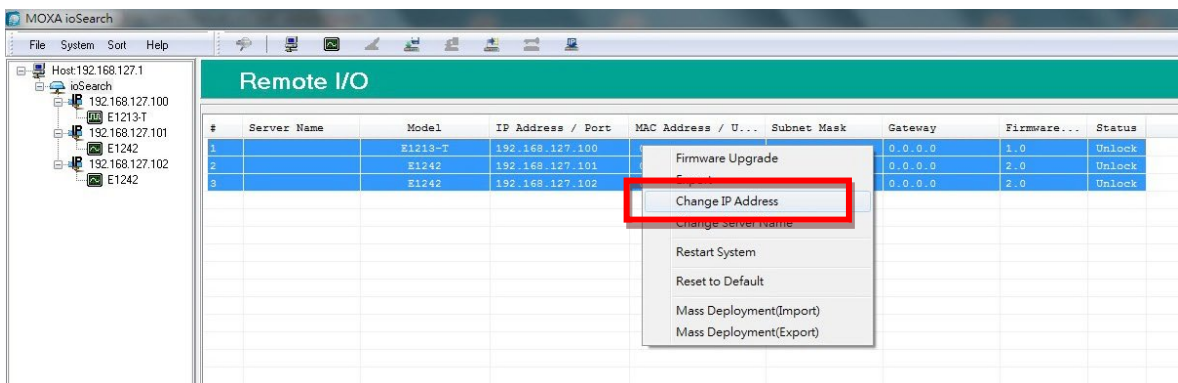 MOXA ioSearch
File System Sort Help
Host:192.168.127.1
ioSearch
192.168.127.100
E1213-T
192.168.127.101
E1242
192.168.127.102
E1242
Remote I/O
# Server Name Model IP Address / Port MAC Address / U... Subnet Mask Gateway Firmware... Status
1 E1213-T 192.168.127.100 0.0.0.0 1.0 Unlock
2 E1242 192.168.127.101 0.0.0.0 2.0 Unlock
3 E1242 192.168.127.102 0.0.0.0 2.0 Unlock
Firmware Upgrade
Export
Change IP Address
Change Server Name
Restart System
Reset to Default
Mass Deployment(Import)
Mass Deployment(Export)